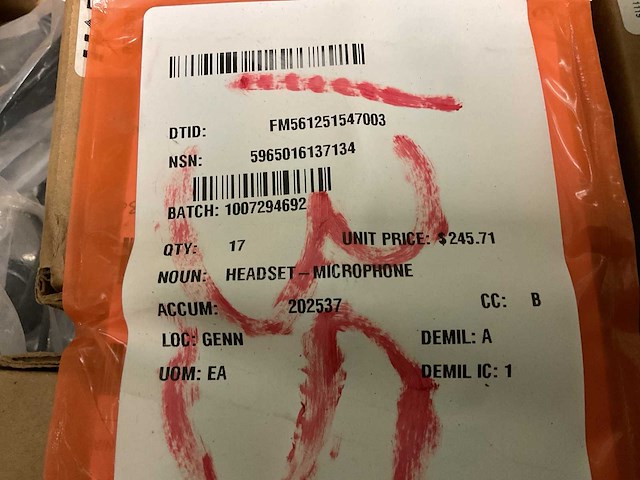 DTID: FM561251547003
NSN: 5965016137134
BATCH: 1007294692
QTY: 17 UNIT PRICE: $245.71
NOUN: HEADSET-MICROPHONE
ACCUM: 202537 CC: B
LOC: GENN DEMIL: A
UOM: EA DEMIL IC: 1